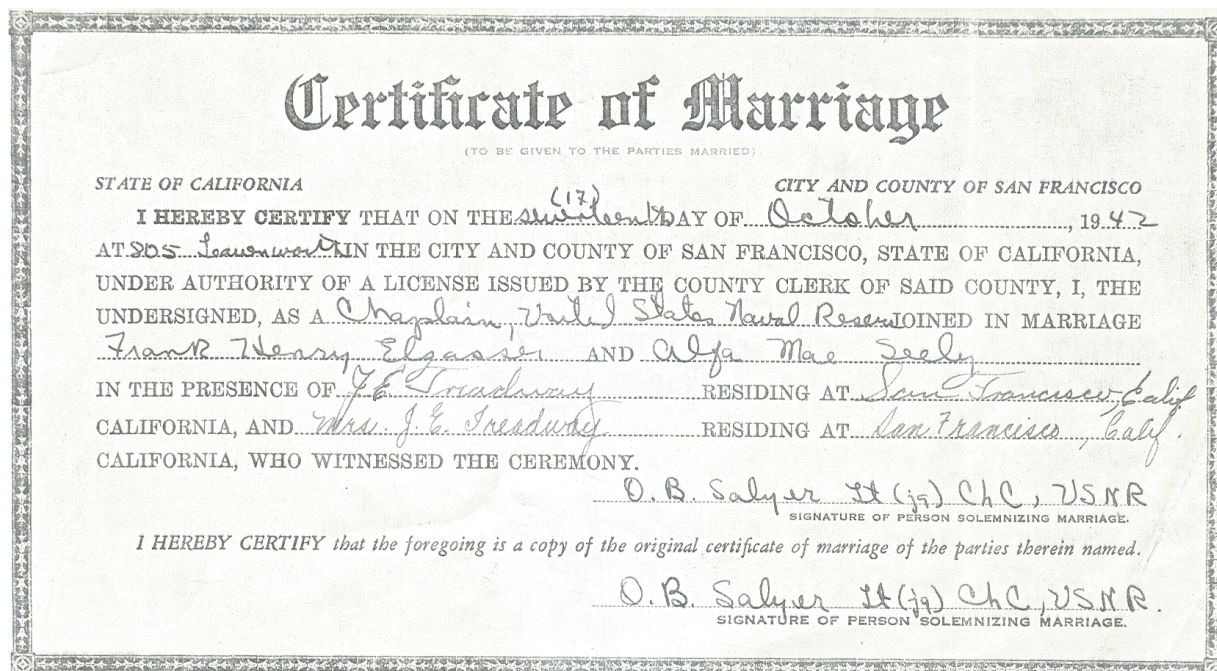 Certificate of Marriage
(TO BE GIVEN TO THE PARTIES MARRIED)
STATE OF CALIFORNIA CITY AND COUNTY OF SAN FRANCISCO
(17)
I HEREBY CERTIFY THAT ON THE seventeenth DAY OF October, 1942
AT 805 Leavenworth IN THE CITY AND COUNTY OF SAN FRANCISCO, STATE OF CALIFORNIA,
UNDER AUTHORITY OF A LICENSE ISSUED BY THE COUNTY CLERK OF SAID COUNTY, I, THE
UNDERSIGNED, AS A Chaplain, United States Naval Reserve JOINED IN MARRIAGE
Frank Henry Elgasser AND Alfa Mae Seely
IN THE PRESENCE OF J E Treadway RESIDING AT San Francisco, Calif
CALIFORNIA, AND Mrs. J. E. Treadway RESIDING AT San Francisco, Calif.
CALIFORNIA, WHO WITNESSED THE CEREMONY.
O. B. Salyer Lt (jg) ChC, USNR
SIGNATURE OF PERSON SOLEMNIZING MARRIAGE.
I HEREBY CERTIFY that the foregoing is a copy of the original certificate of marriage of the parties therein named.
O. B. Salyer Lt (jg) ChC, USNR.
SIGNATURE OF PERSON SOLEMNIZING MARRIAGE.